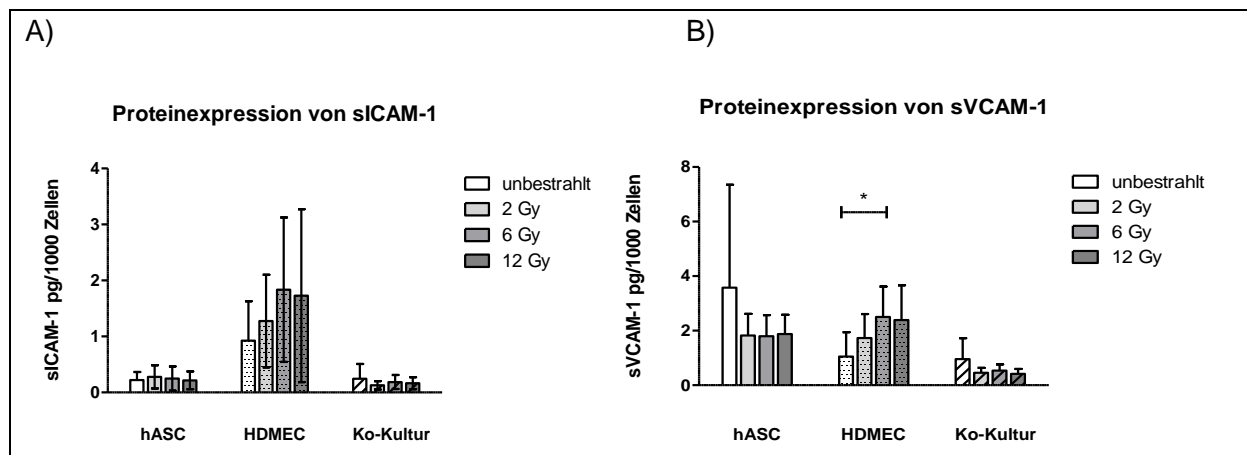 A)
Proteinexpression von sICAM-1
sICAM-1 pg/1000 Zellen
4
3
2
1
0
hASC
HDMEC
Ko-Kultur
unbestrahlt
2 Gy
6 Gy
12 Gy
B)
Proteinexpression von sVCAM-1
sVCAM-1 pg/1000 Zellen
8
6
4
2
0
*
hASC
HDMEC
Ko-Kultur
unbestrahlt
2 Gy
6 Gy
12 Gy